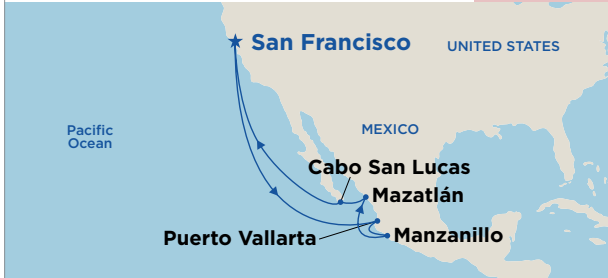 San Francisco
UNITED STATES
Pacific
Ocean
MEXICO
Cabo San Lucas
Mazatlán
Puerto Vallarta
Manzanillo